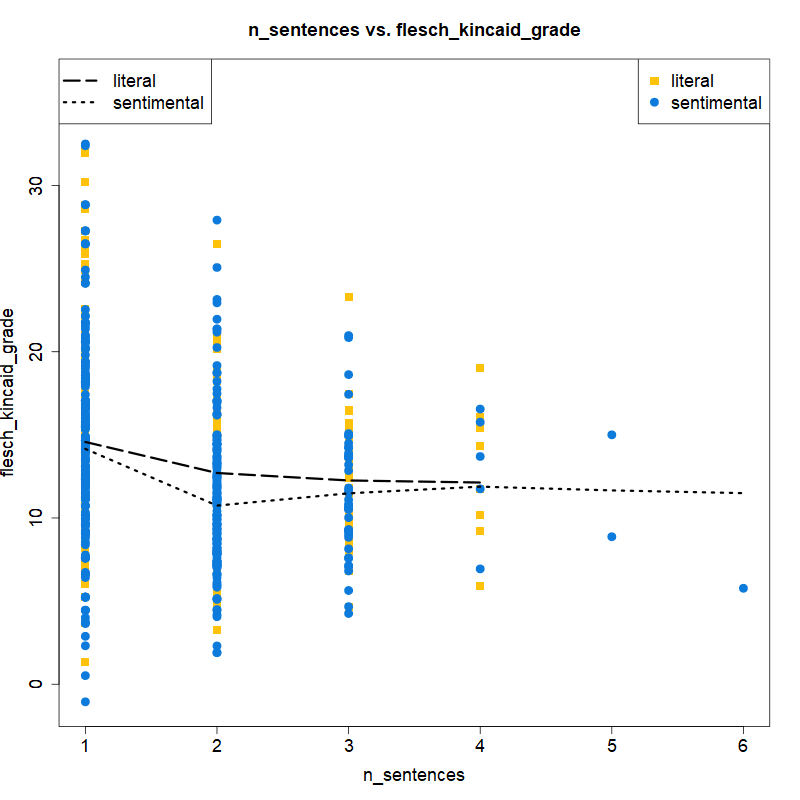 n_sentences vs. flesch_kincaid_grade
literal
sentimental
literal
sentimental
flesch_kincaid_grade
30
20
10
0
1 2 3 4 5 6
n_sentences